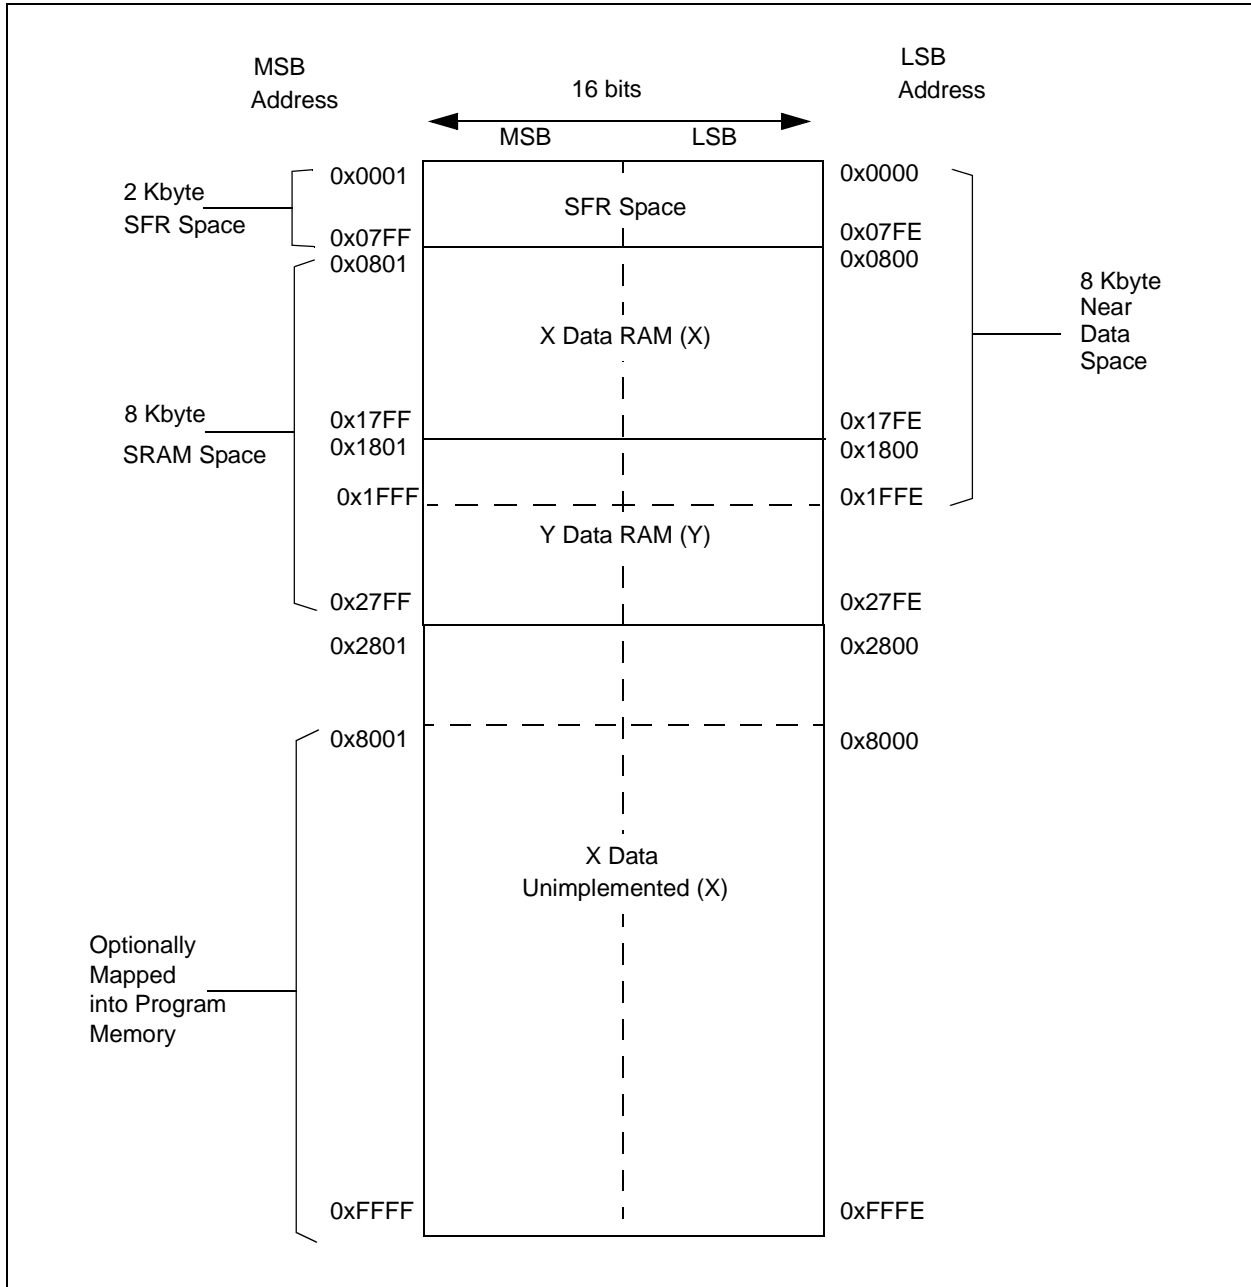 MSB
Address
16 bits
LSB
Address
MSB
LSB
2 Kbyte
SFR Space
0x0001
SFR Space
0x0000
0x07FF
0x07FE
0x0801
0x0800
8 Kbyte
Near
Data
Space
X Data RAM (X)
8 Kbyte
SRAM Space
0x17FF
0x17FE
0x1801
0x1800
0x1FFF
0x1FFE
Y Data RAM (Y)
0x27FF
0x27FE
0x2801
0x2800
0x8001
0x8000
X Data
Unimplemented (X)
Optionally
Mapped
into Program
Memory
0xFFFF
0xFFFE